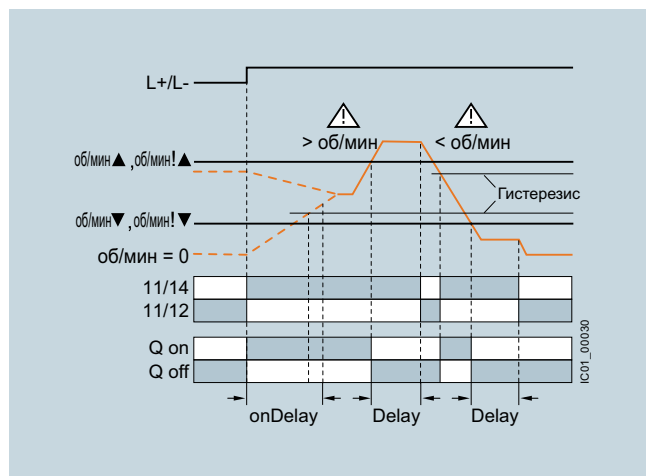 L+/L-
> об/мин < об/мин
об/мин▲,об/мин!▲
Гистерезис
об/мин▼,об/мин!▼
об/мин = 0
11/14
11/12
Q on
Q off
onDelay Delay Delay
IC01_00030